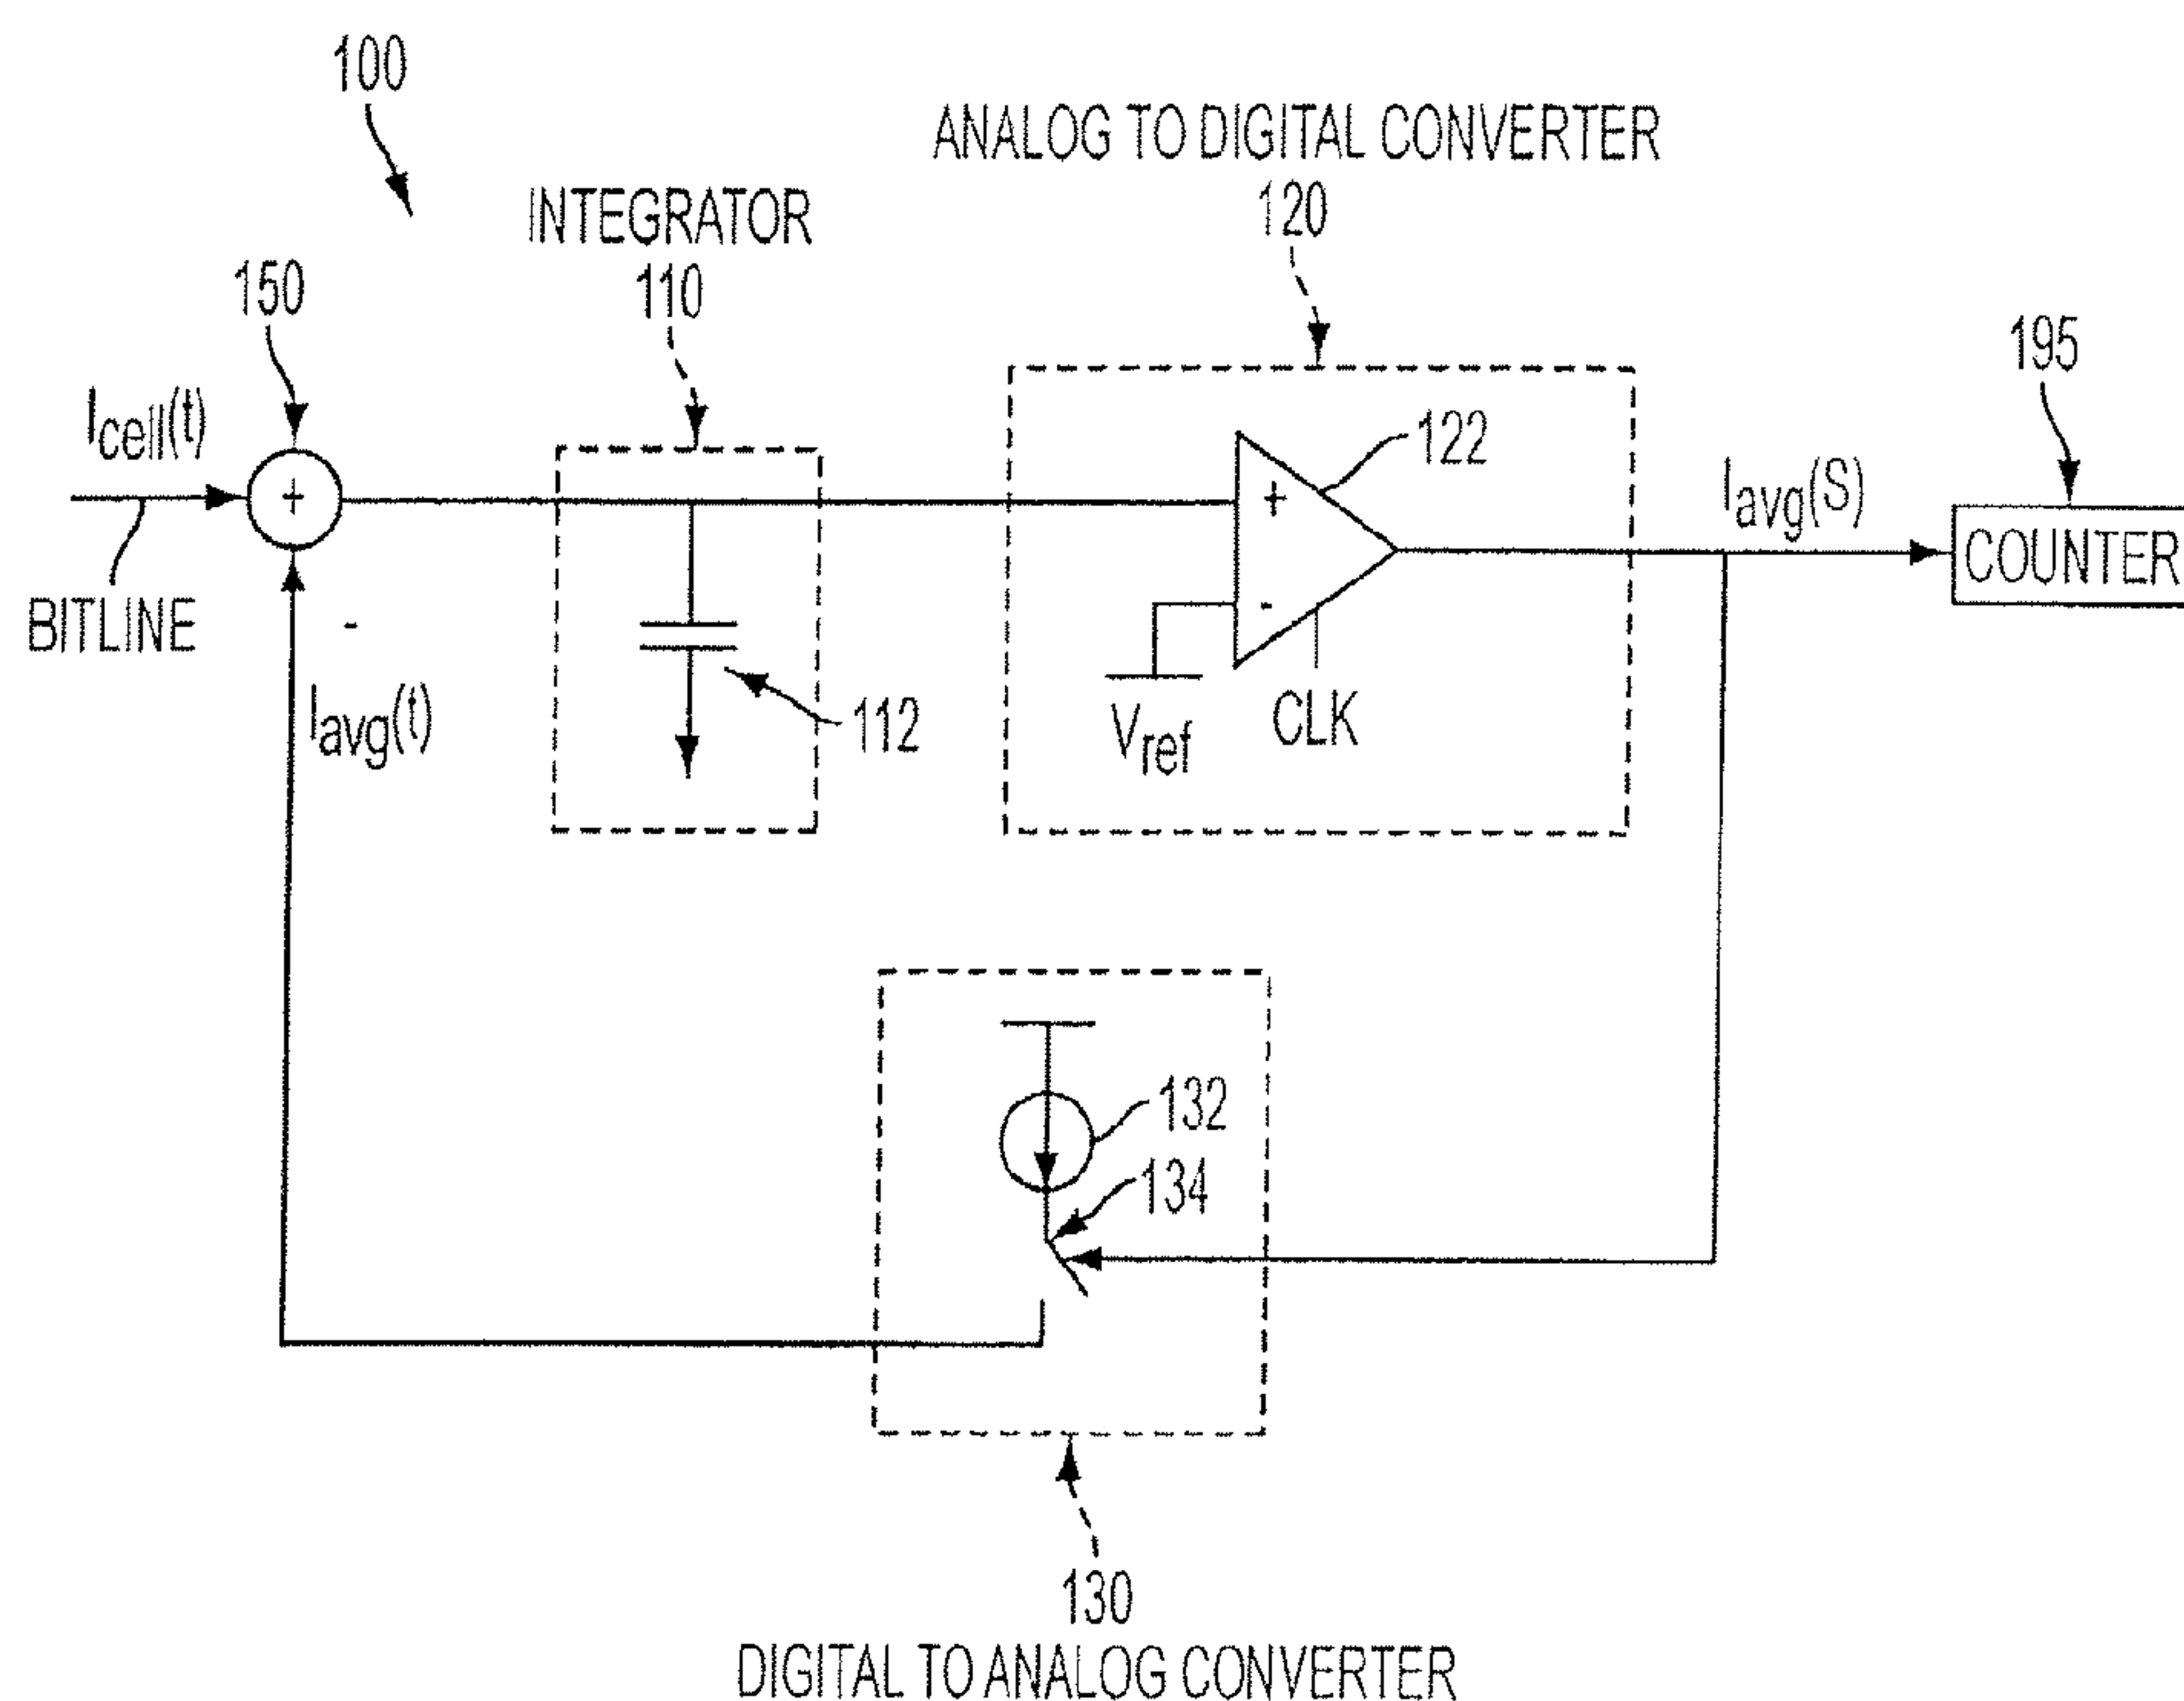 100
ANALOG TO DIGITAL CONVERTER
120
INTEGRATOR
110
150
195
Icell(t)
+
BITLINE
-
Iavg(t)
112
122
+
-
Vref
CLK
Iavg(S)
COUNTER
132
134
130
DIGITAL TO ANALOG CONVERTER